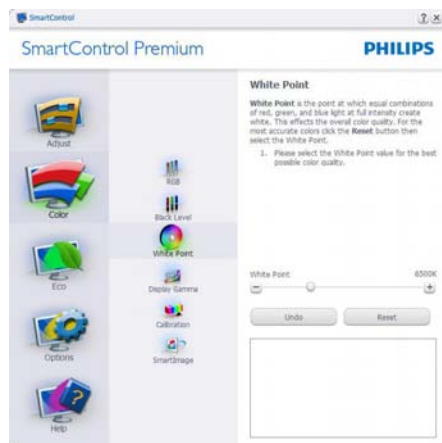 SmartControl
SmartControl Premium
PHILIPS
Adjust
Color
Eco
Options
Help
RGB
Black Level
White Point
Display Gamma
Calibration
SmartImage
White Point
White Point is the point at which equal combinations
of red, green, and blue light at full intensity create
white. This effects the overall color quality. For the
most accurate colors click the Reset button then
select the White Point.
1. Please select the White Point value for the best
possible color quality.
White Point 6500K
Undo Reset